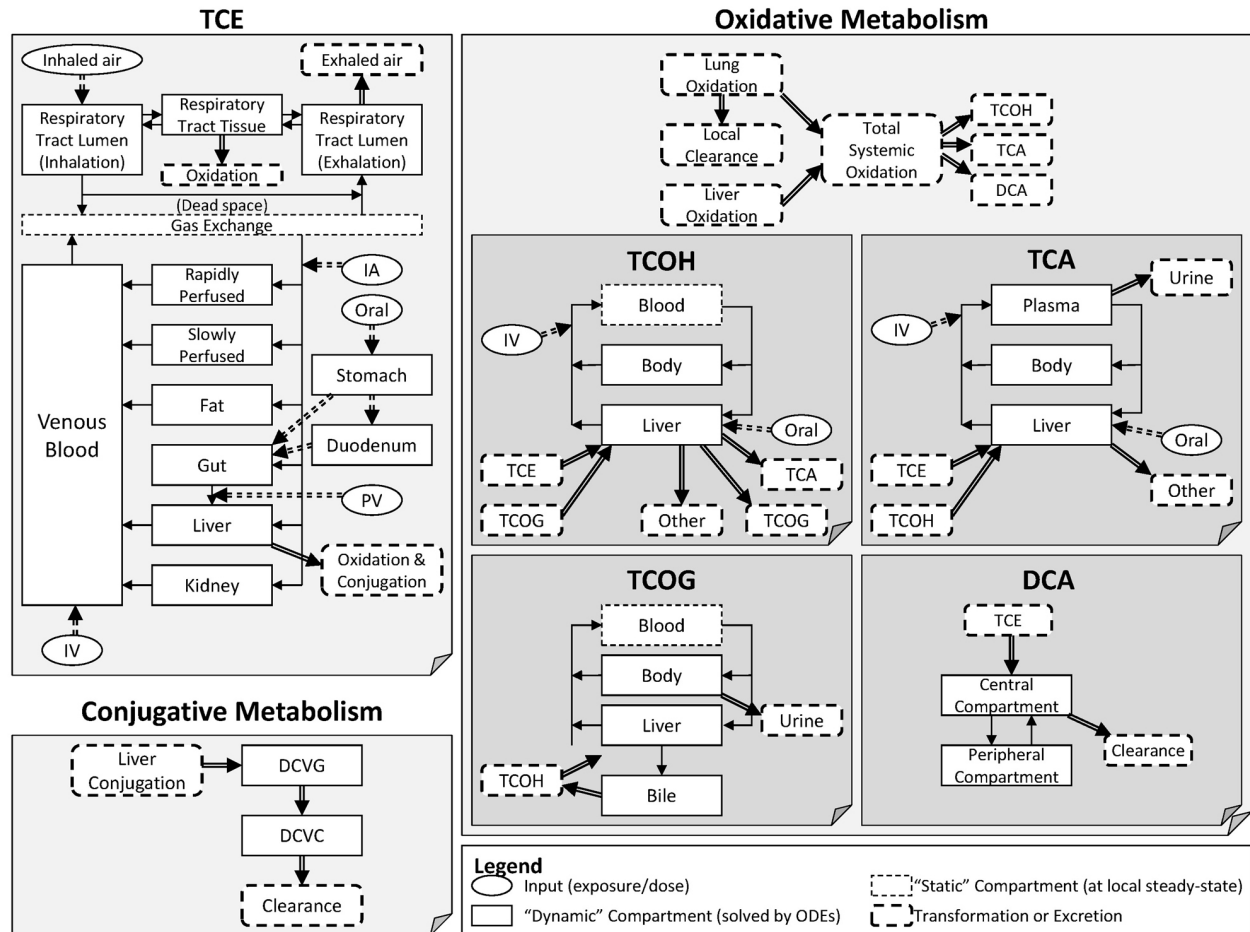 TCE
Inhaled air
Exhaled air
Respiratory
Tract Lumen
(Inhalation)
Respiratory
Tract Tissue
Respiratory
Tract Lumen
(Exhalation)
Oxidation
(Dead space)
Gas Exchange
Venous
Blood
Rapidly
Perfused
IA
Oral
Slowly
Perfused
Stomach
Fat
Duodenum
Gut
PV
Liver
Oxidation &
Conjugation
Kidney
IV
Conjugative Metabolism
Liver
Conjugation
DCVG
DCVC
Clearance
Oxidative Metabolism
Lung
Oxidation
Local
Clearance
Liver
Oxidation
Total
Systemic
Oxidation
TCOH
TCA
DCA
TCOH
Blood
IV
Body
Liver
Oral
TCE
TCA
TCOG
Other
TCOG
TCA
Urine
Plasma
IV
Body
Liver
Oral
TCE
Other
TCOH
TCOG
Blood
Body
Liver
Urine
TCOH
Bile
DCA
TCE
Central
Compartment
Peripheral
Compartment
Clearance
Legend
Input (exposure/dose)
"Static" Compartment (at local steady-state)
"Dynamic" Compartment (solved by ODEs)
Transformation or Excretion